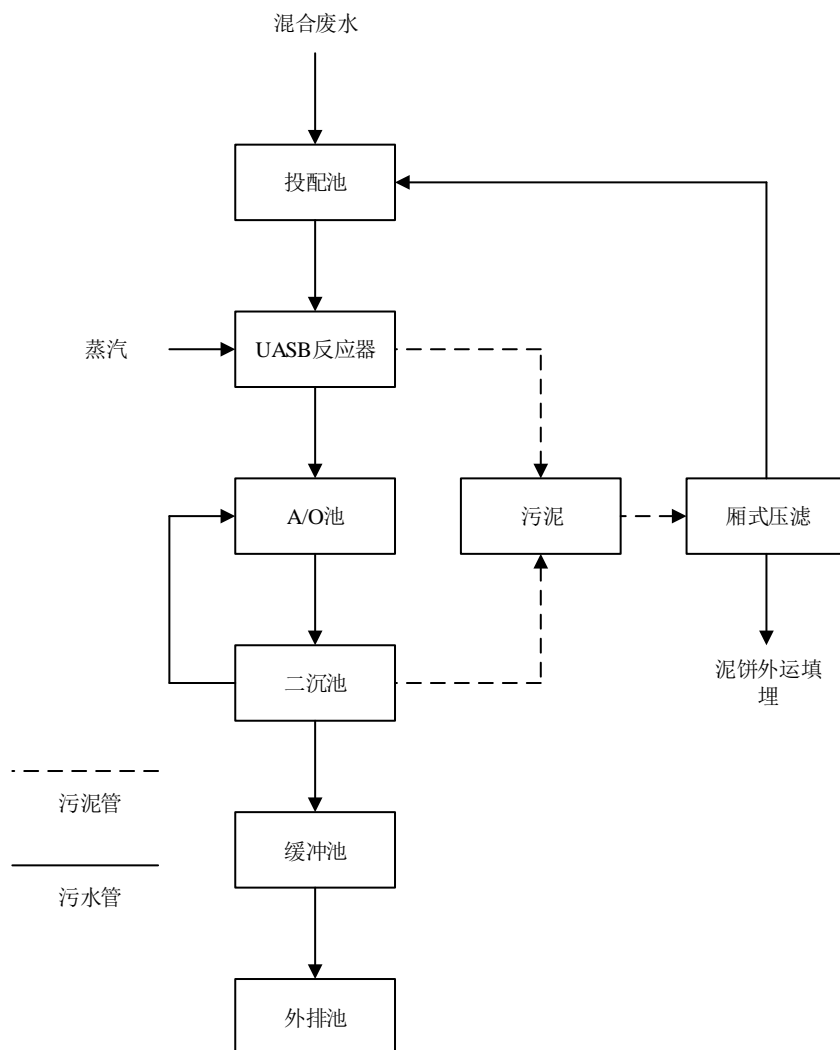 混合废水
投配池
蒸汽
UASB反应器
A/O池
污泥
厢式压滤
二沉池
泥饼外运填
埋
污泥管
缓冲池
污水管
外排池